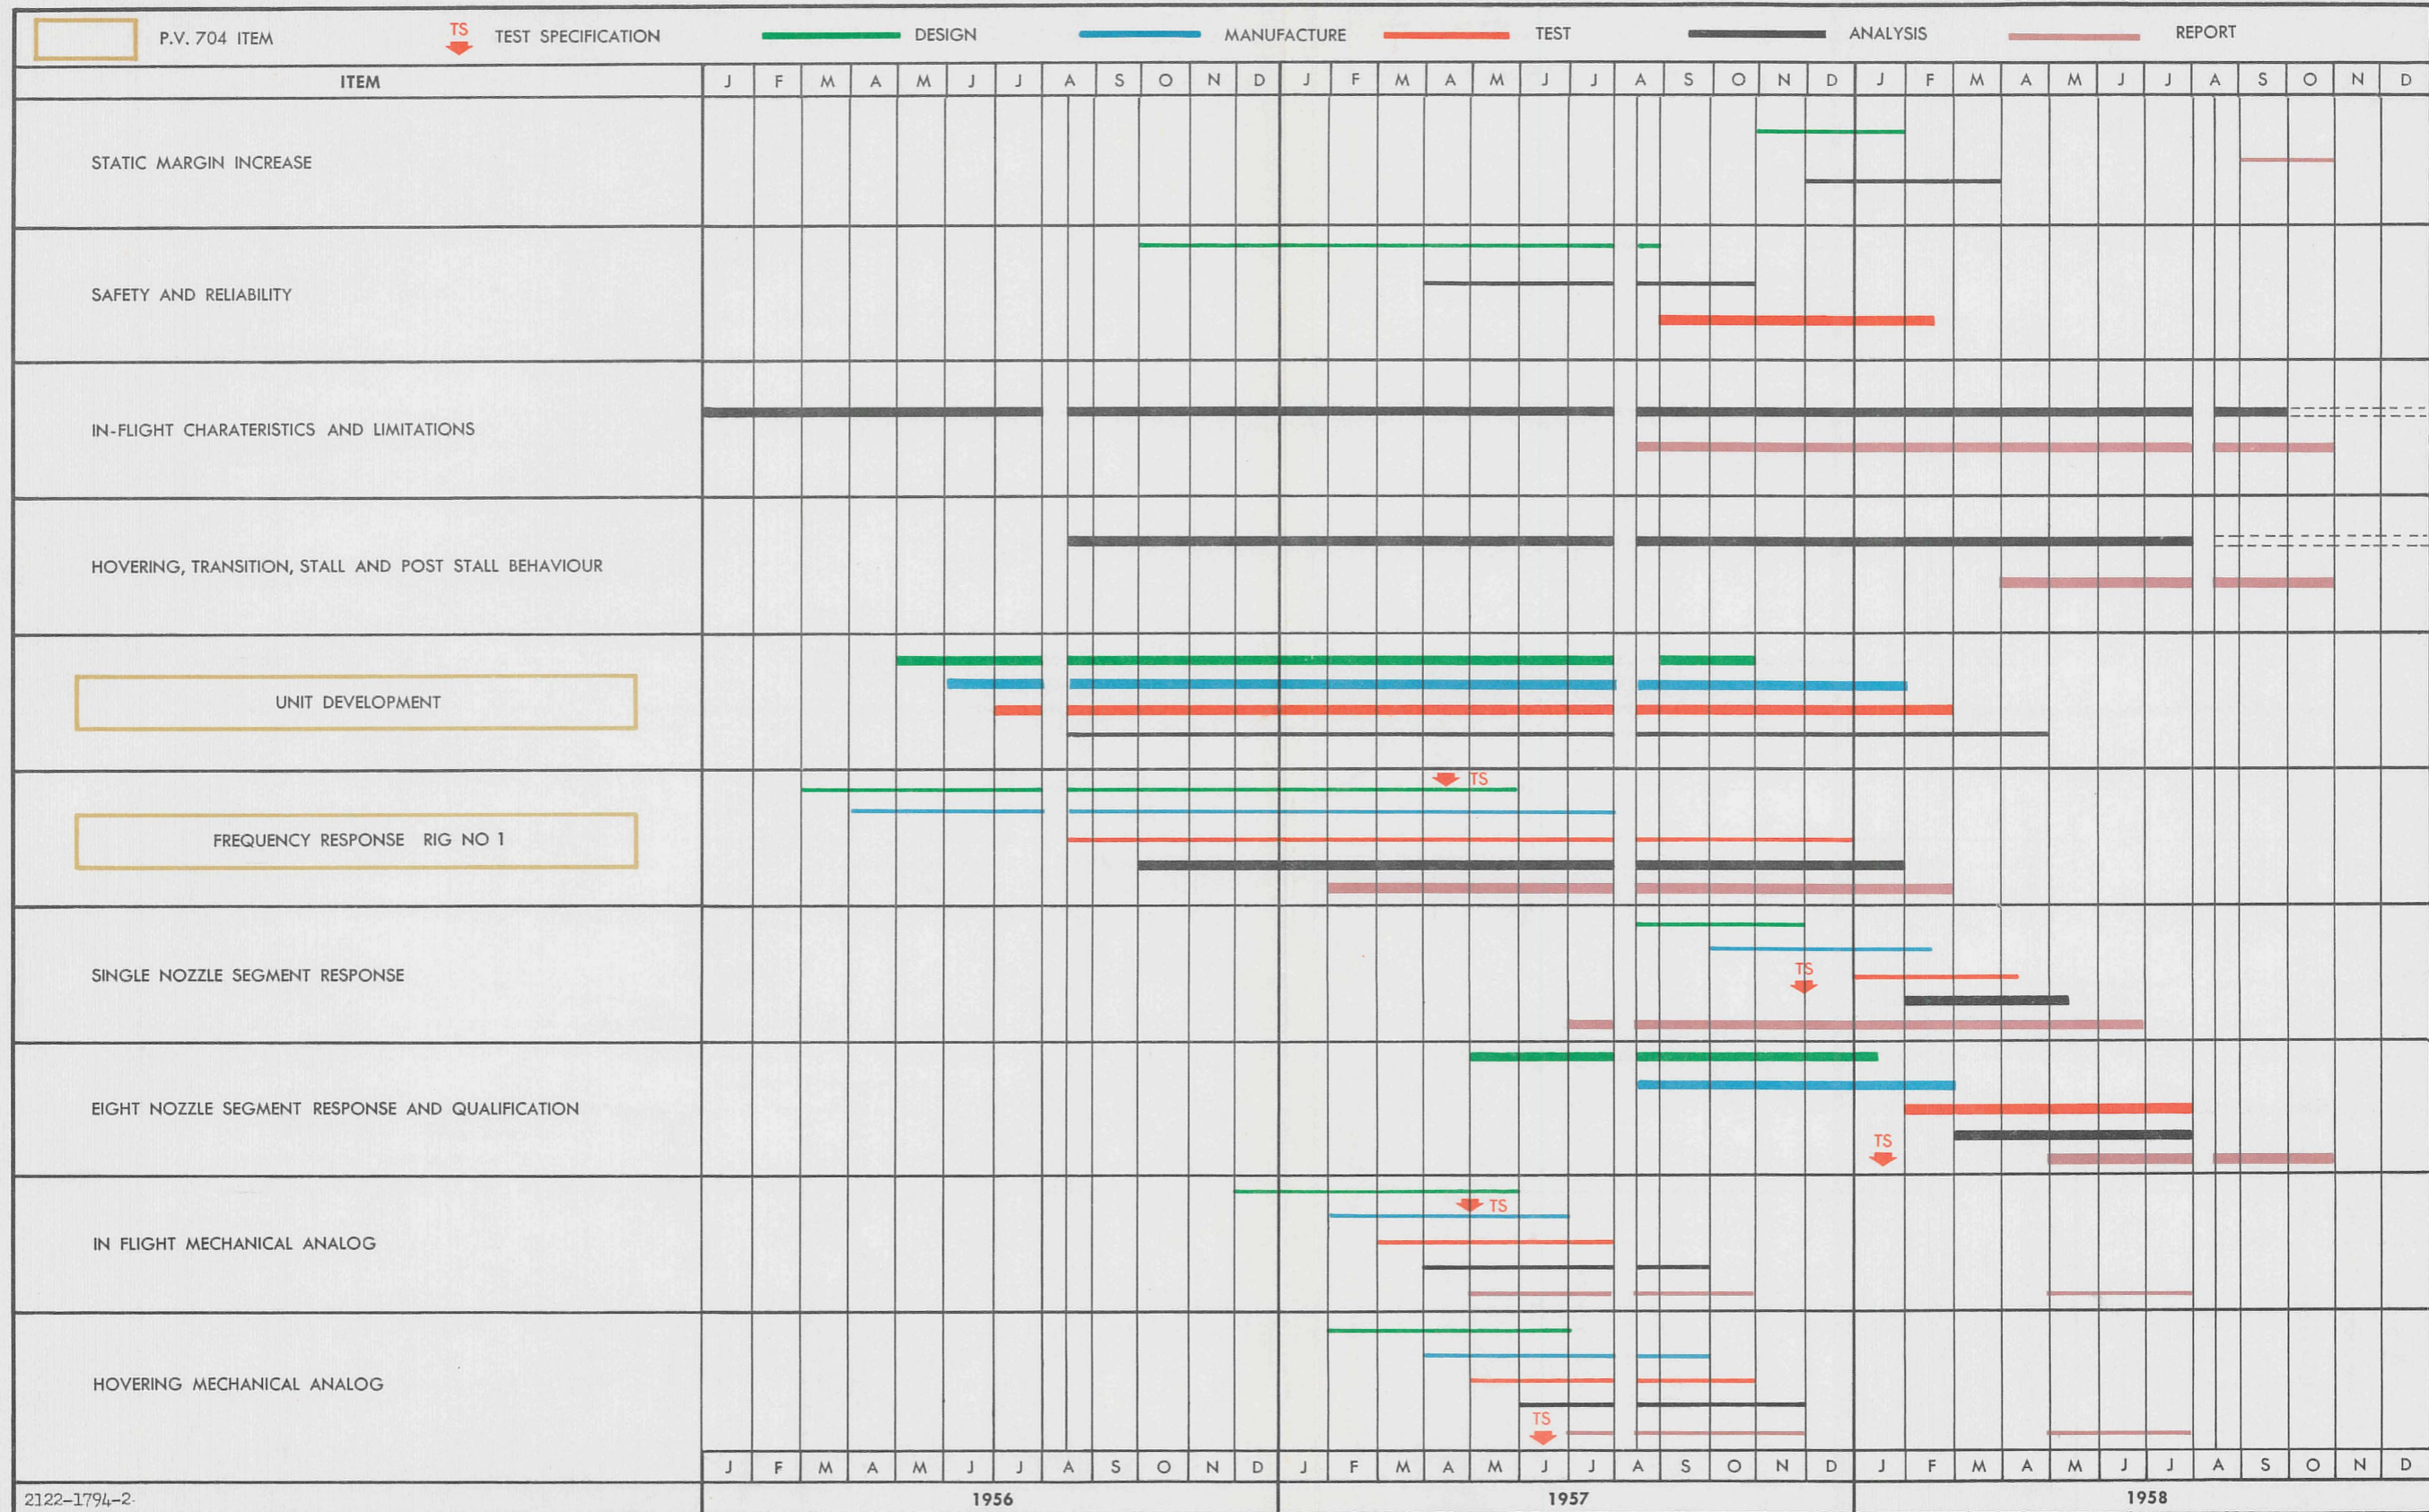 P.V. 704 ITEM TS TEST SPECIFICATION DESIGN MANUFACTURE TEST ANALYSIS REPORT
ITEM J F M A M J J A S O N D J F M A M J J A S O N D J F M A M J J A S O N D
STATIC MARGIN INCREASE
SAFETY AND RELIABILITY
IN-FLIGHT CHARATERISTICS AND LIMITATIONS
HOVERING, TRANSITION, STALL AND POST STALL BEHAVIOUR
UNIT DEVELOPMENT
TS
FREQUENCY RESPONSE RIG NO 1
TS
SINGLE NOZZLE SEGMENT RESPONSE
EIGHT NOZZLE SEGMENT RESPONSE AND QUALIFICATION
TS
TS
IN FLIGHT MECHANICAL ANALOG
HOVERING MECHANICAL ANALOG
TS
J F M A M J J A S O N D J F M A M J J A S O N D J F M A M J J A S O N D
2122-1794-2 1956 1957 1958